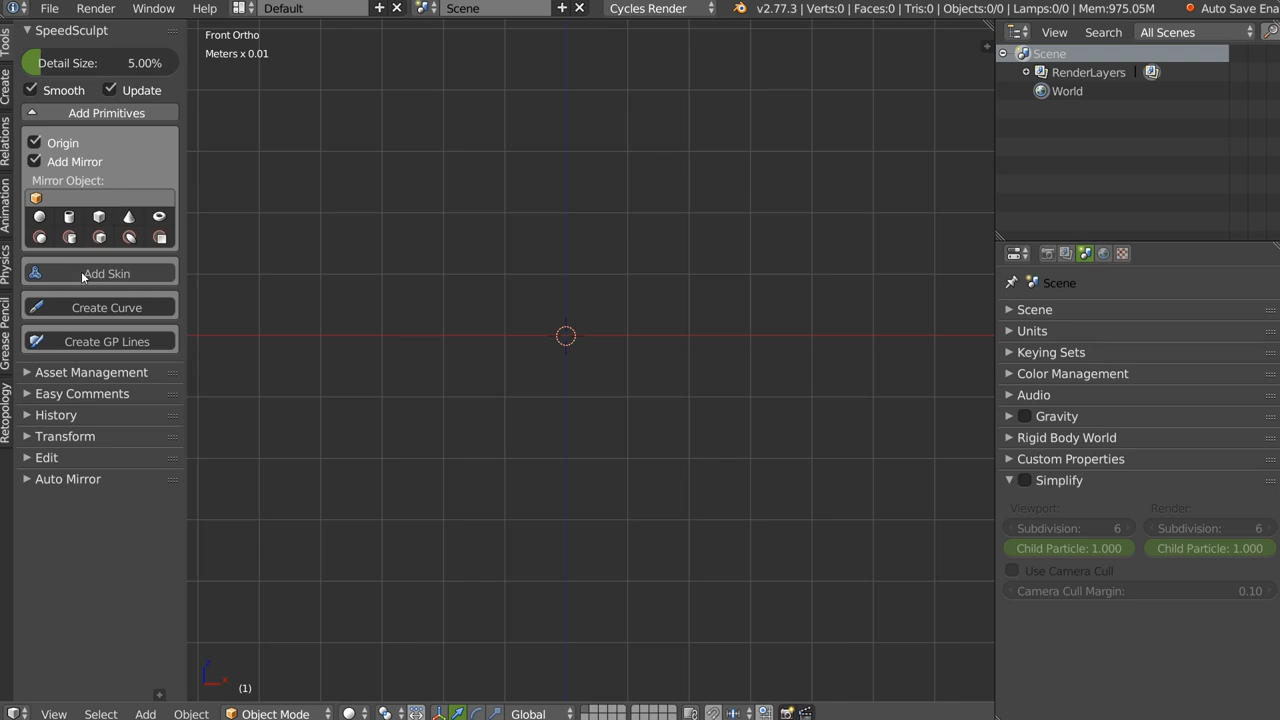 File Render Window Help Default Scene Cycles Render v2.77.3 | Verts:0 | Faces:0 | Tris:0 | Objects:0/0 | Lamps:0/0 | Mem:975.05M Auto Save Ena
Tools
Create
Relations
Animation
Physics
Grease Pencil
Retopology
SpeedSculpt
Detail Size: 5.00%
Smooth Update
Add Primitives
Origin
Add Mirror
Mirror Object:
Add Skin
Create Curve
Create GP Lines
Asset Management
Easy Comments
History
Transform
Edit
Auto Mirror
Front Ortho
Meters x 0.01
z
x
(1)
View Select Add Object Object Mode Global
View Search All Scenes
Scene
RenderLayers
World
Scene
Scene
Units
Keying Sets
Color Management
Audio
Gravity
Rigid Body World
Custom Properties
Simplify
Viewport: Render:
Subdivision: 6 Subdivision: 6
Child Particle: 1.000 Child Particle: 1.000
Use Camera Cull
Camera Cull Margin: 0.10